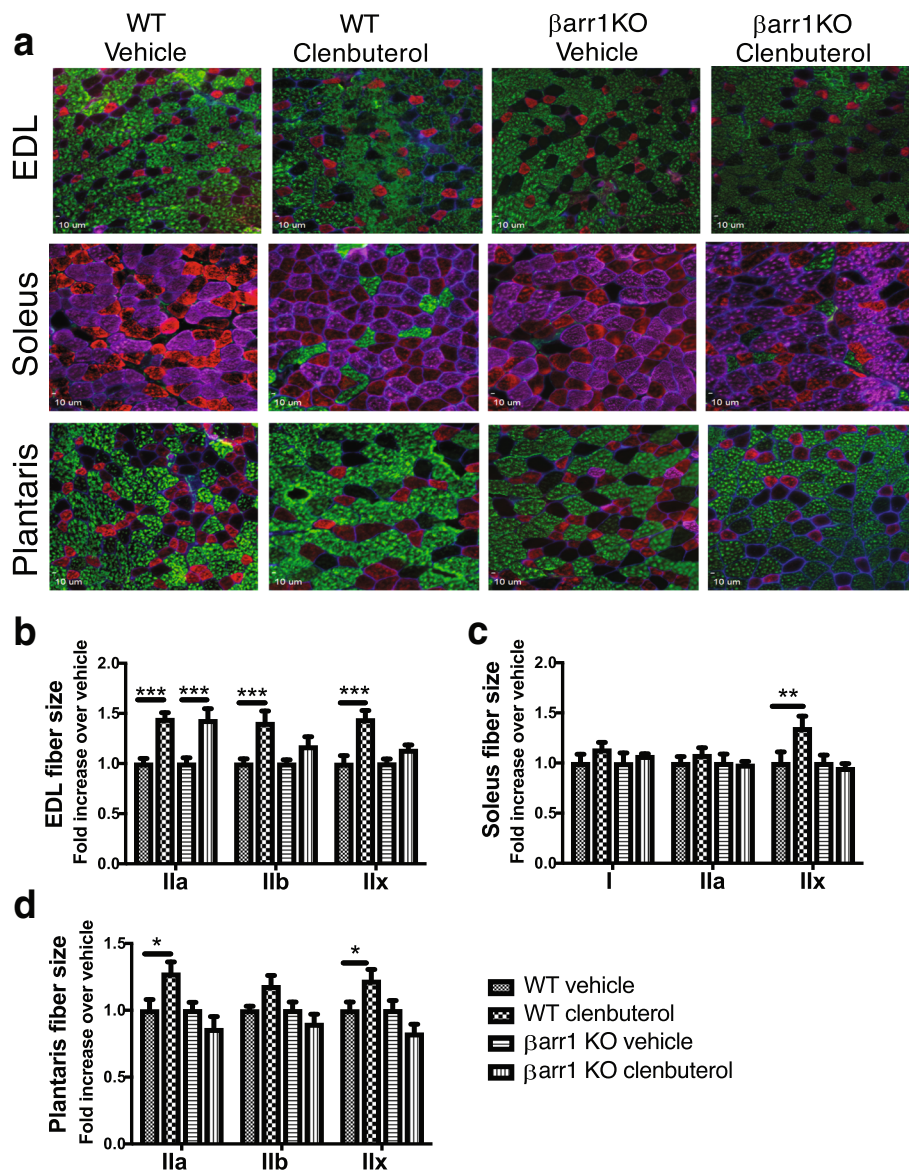 a
WT
Vehicle
WT
Clenbuterol
βarr1KO
Vehicle
βarr1KO
Clenbuterol
EDL
10 um
10 um
10 um
10 um
Soleus
10 um
10 um
10 um
10 um
Plantaris
10 um
10 um
10 um
10 um
b
EDL fiber size
Fold increase over vehicle
2.0
1.5
1.0
0.5
0.0
***
***
***
***
IIa
IIb
IIx
c
Soleus fiber size
Fold increase over vehicle
2.0
1.5
1.0
0.5
0.0
**
I
IIa
IIx
d
Plantaris fiber size
Fold increase over vehicle
1.5
1.0
0.5
0.0
*
*
IIa
IIb
IIx
WT vehicle
WT clenbuterol
βarr1 KO vehicle
βarr1 KO clenbuterol